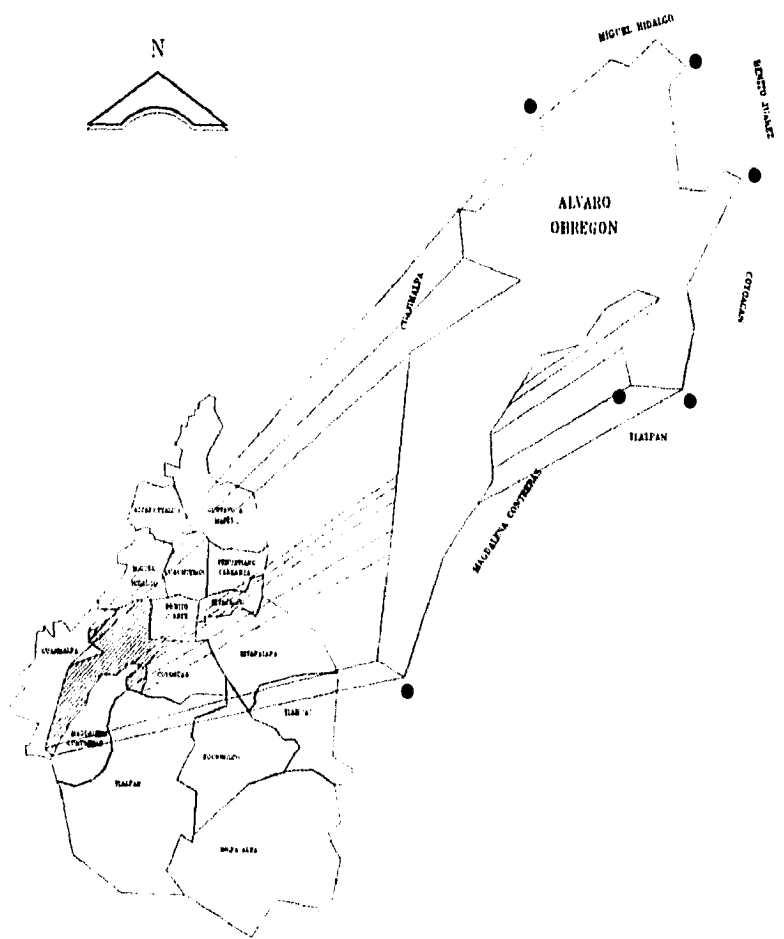 N
MIGUEL HIDALGO
BENITO JUAREZ
ALVARO
OBREGON
COYOACAN
CUAJIMALPA
TLALPAN
MAGDALENA CONTRERAS
AZCAPOTZALCO
GUSTAVO A
MADERO
MIGUEL
HIDALGO
CUAUHTEMOC
VENUSTIANO
CARRANZA
BENITO
JUAREZ
IZTACALCO
CUAJIMALPA
COYOACAN
IZTAPALAPA
TLAHUAC
MAGDALENA
CONTRERAS
XOCHIMILCO
TLALPAN
MILPA ALTA